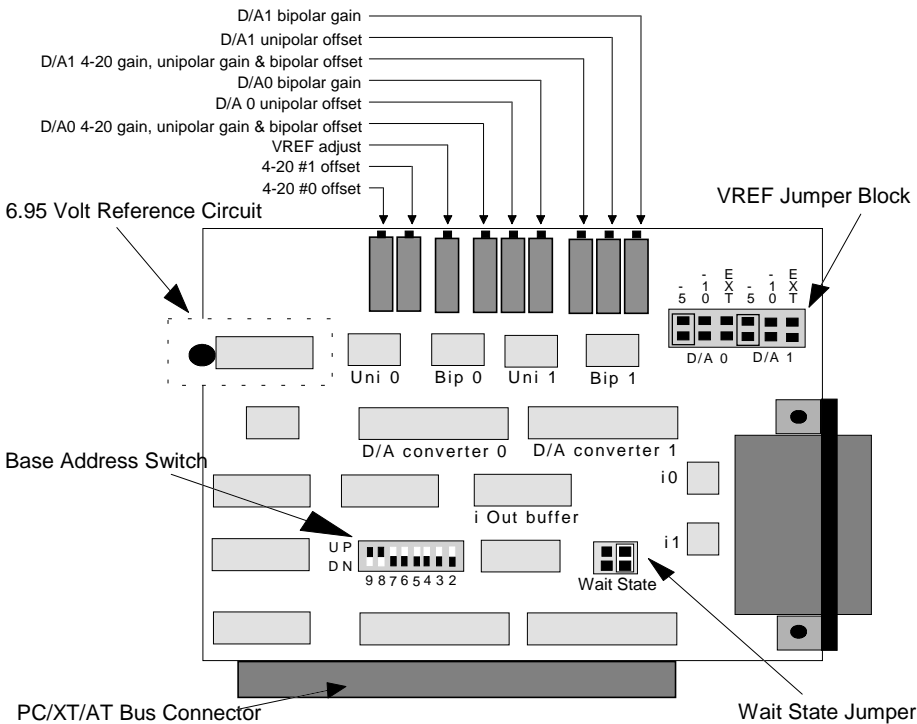 D/A1 bipolar gain
D/A1 unipolar offset
D/A1 4-20 gain, unipolar gain & bipolar offset
D/A0 bipolar gain
D/A 0 unipolar offset
D/A0 4-20 gain, unipolar gain & bipolar offset
VREF adjust
4-20 #1 offset
4-20 #0 offset
6.95 Volt Reference Circuit
VREF Jumper Block
-5 -10 EXT -5 -10 EXT
D/A 0 D/A 1
Uni 0 Bip 0 Uni 1 Bip 1
D/A converter 0 D/A converter 1
Base Address Switch
i0
i Out buffer
i1
UP
DN
9 8 7 6 5 4 3 2
Wait State
PC/XT/AT Bus Connector
Wait State Jumper